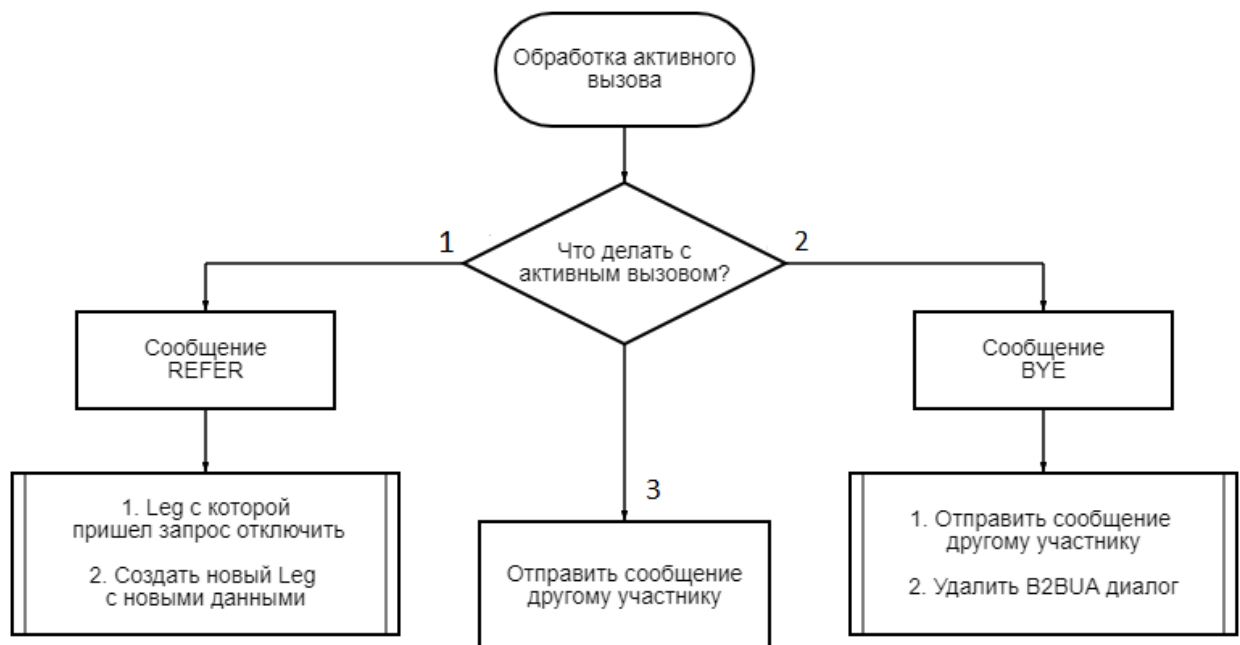 Обработка активного
вызова
1
Что делать с
активным вызовом?
2
Сообщение
REFER
Сообщение
BYE
1. Leg с которой
пришел запрос отключить
2. Создать новый Leg
с новыми данными
3
Отправить сообщение
другому участнику
1. Отправить сообщение
другому участнику
2. Удалить B2BUA диалог